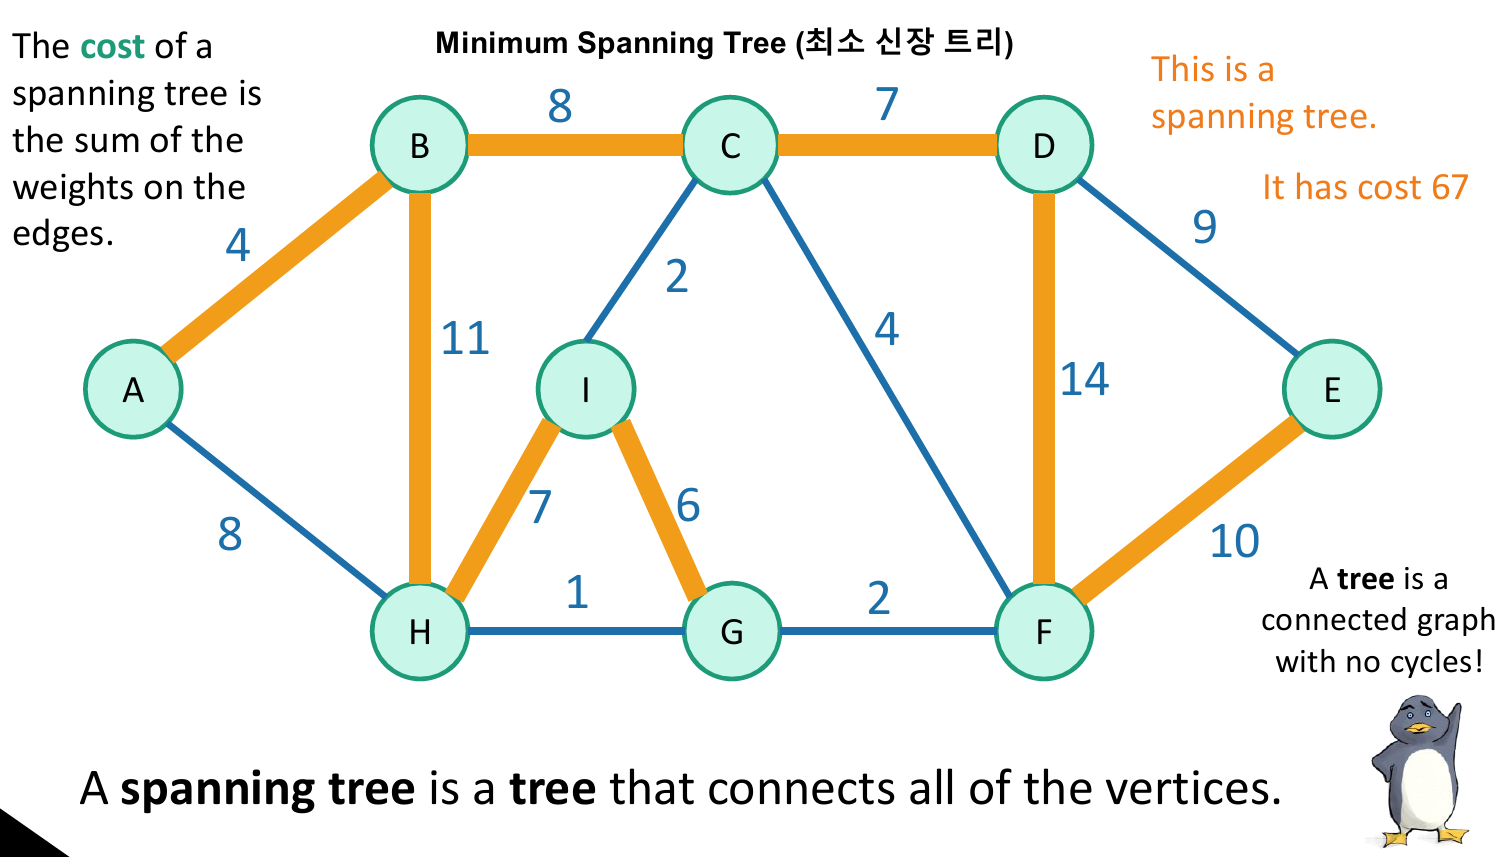 Minimum Spanning Tree (최소 신장 트리)
The cost of a
spanning tree is
the sum of the
weights on the
edges.
This is a
spanning tree.
It has cost 67
8
7
B
C
D
4
9
2
11
4
14
A
I
E
7
6
8
10
1
2
H
G
F
A tree is a
connected graph
with no cycles!
A spanning tree is a tree that connects all of the vertices.